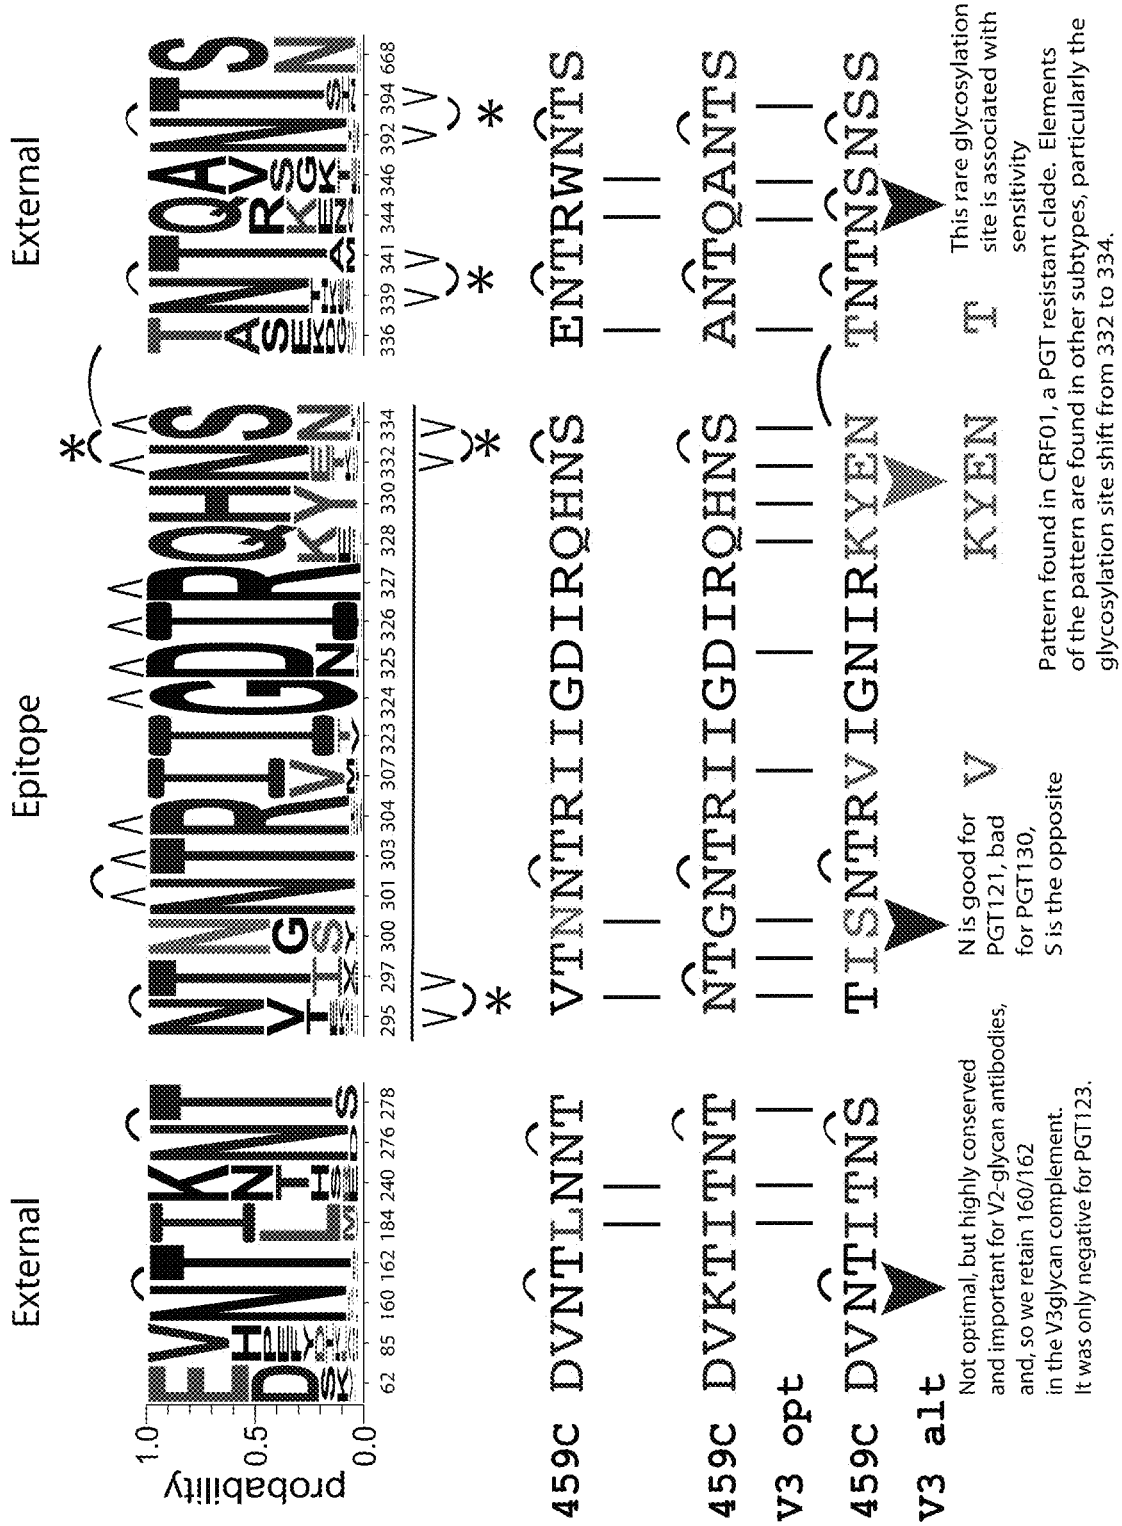 External Epitope External
1.0
0.5
0.0
probability
E V N T I K N T N T N N T R I I G D I R Q H N S T N T Q A N T S
62 85 160 162 184 240 276 278 295 297 300 301 303 304 307 323 324 325 326 327 328 330 332 334 336 339 341 344 346 392 394 668
* * * * *
459C DVNTLNNT VTNNTRIIGDIRQHNS ENTRWNTS
459C DVKTITNT NTGNTRIIGDIRQHNS ANTQANTS
v3 opt
459C DVNTITNS TISNTRVIGNIRKYEN TNTNSNSS
v3 alt
Not optimal, but highly conserved
and important for V2-glycan antibodies,
and, so we retain 160/162
in the V3glycan complement.
It was only negative for PGT123.
N is good for
PGT121, bad
for PGT130,
S is the opposite
V KYEN T
This rare glycosylation
site is associated with
sensitivity
Pattern found in CRF01, a PGT resistant clade. Elements
of the pattern are found in other subtypes, particularly the
glycosylation site shift from 332 to 334.